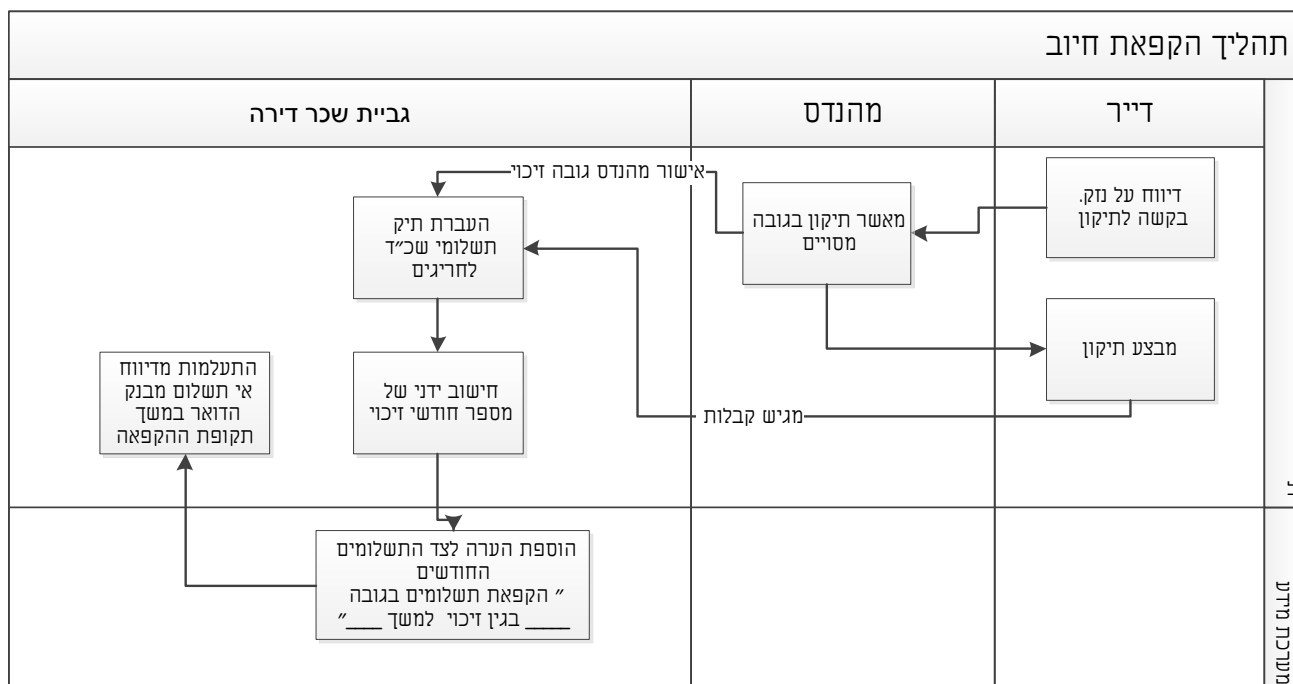 תהליך הקפאת חיוב
דייר
מהנדס
גביית שכר דירה
דיווח על נזק.
בקשה לתיקון
מאשר תיקון בגובה
מסויים
אישור מהנדס גובה זיכוי
העברת תיק
תשלומי שכ״ד
לחריגים
מבצע תיקון
מגיש קבלות
חישוב ידני של
מספר חודשי זיכוי
התעלמות מדיווח
אי תשלום מבנק
הדואר במשך
תקופת ההקפאה
הוספת הערה לצד התשלומים
החודשים
״ הקפאת תשלומים בגובה
_____ בגין זיכוי למשך ____״
מערכת מידע